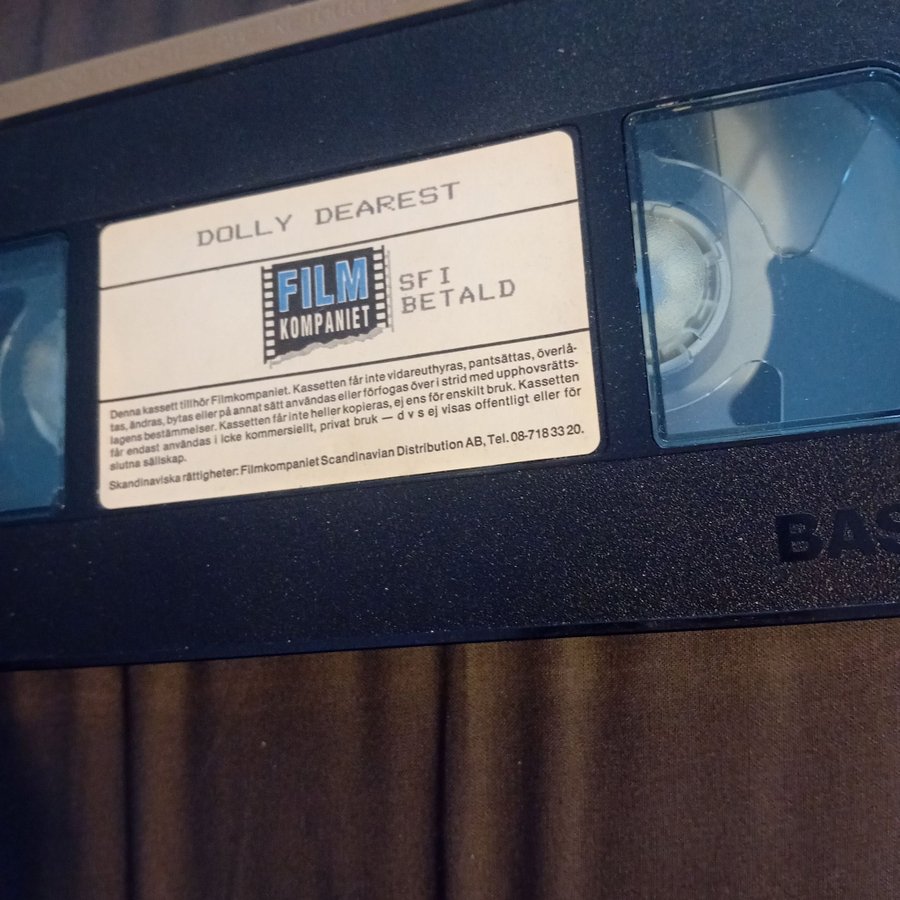 DOLLY DEAREST
FILM
KOMPANIET
SFI
BETALD
Denna kassett tillhör Filmkompaniet. Kassetten får inte vidareuthyras, pantsättas, överlå-
tas, ändras, bytas eller på annat sätt användas eller förfogas över i strid med upphovsrätts-
lagens bestämmelser. Kassetten får inte heller kopieras, ej ens för enskilt bruk. Kassetten
får endast användas i icke kommersiellt, privat bruk — d v s ej visas offentligt eller för
slutna sällskap.
Skandinaviska rättigheter: Filmkompaniet Scandinavian Distribution AB, Tel. 08-718 33 20.
BAS